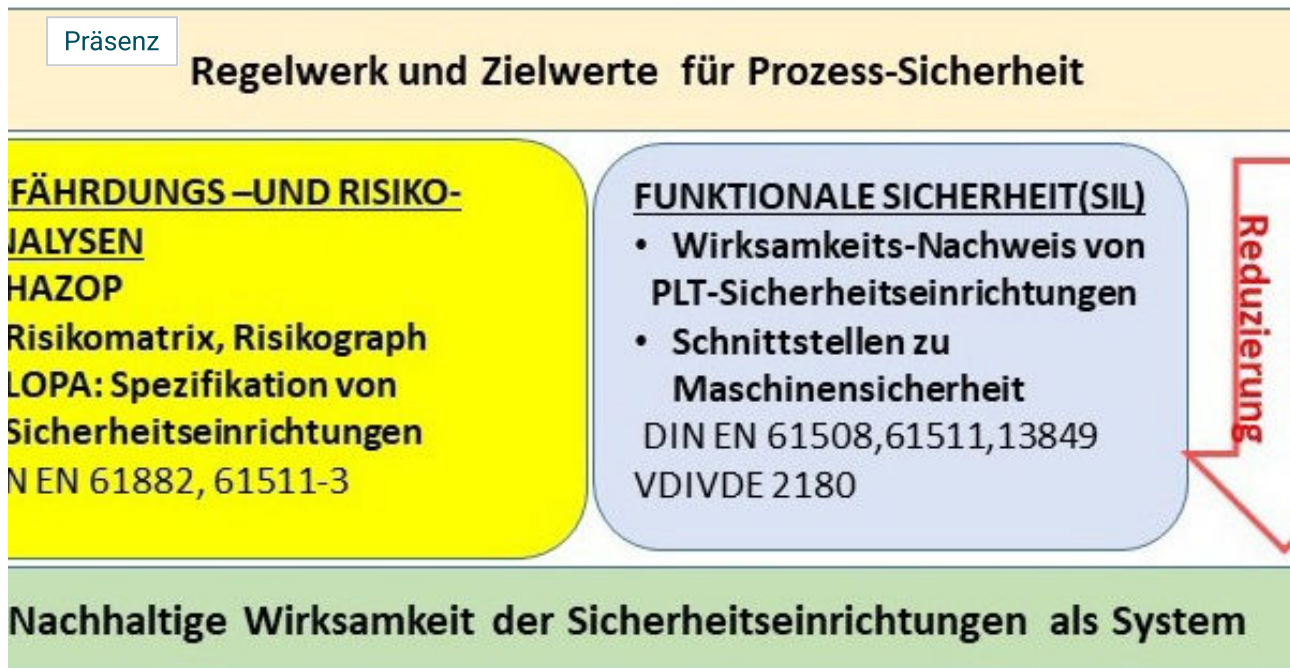 Präsenz
Regelwerk und Zielwerte für Prozess-Sicherheit
FÄHRDUNGS –UND RISIKO-
NALYSEN
HAZOP
Risikomatrix, Risikograph
LOPA: Spezifikation von
Sicherheitseinrichtungen
N EN 61882, 61511-3
FUNKTIONALE SICHERHEIT(SIL)
• Wirksamkeits-Nachweis von
PLT-Sicherheitseinrichtungen
• Schnittstellen zu
Maschinensicherheit
DIN EN 61508,61511,13849
VDIVDE 2180
Reduzierung
Nachhaltige Wirksamkeit der Sicherheitseinrichtungen als System